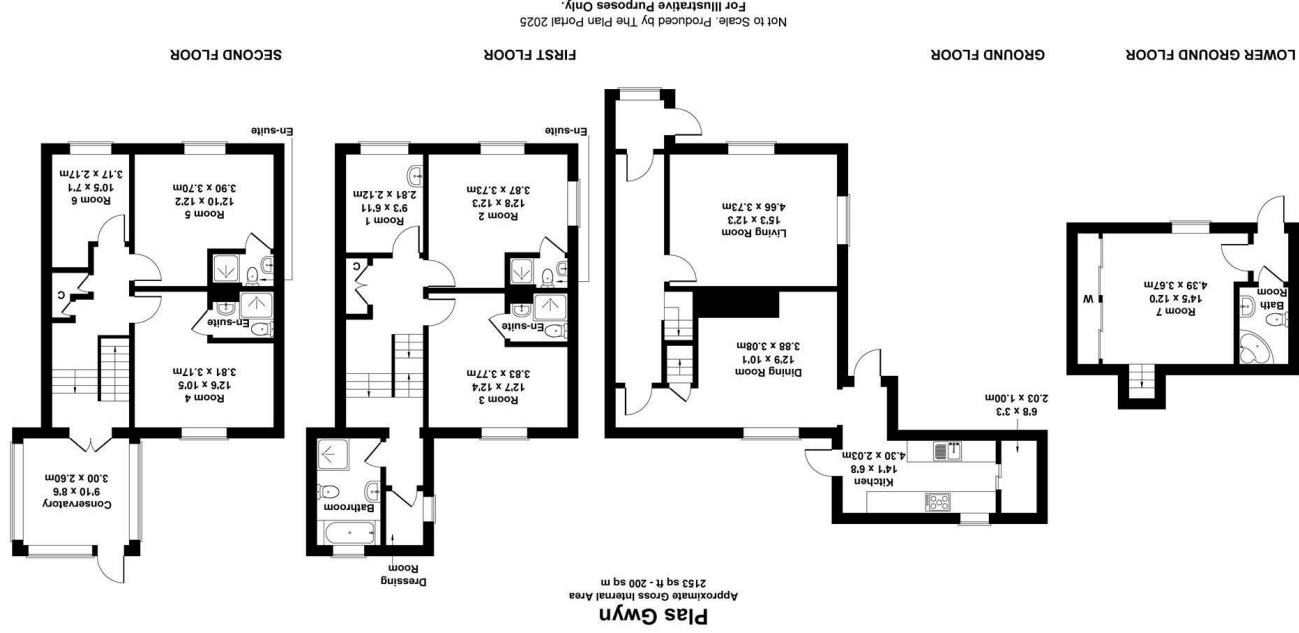 Plas Gwyn
Approximate Gross Internal Area
2153 sq ft - 200 sq m
Room 7
14'5 x 12'0
4.39 x 3.67m
Bath
Room
W
LOWER GROUND FLOOR
Kitchen
14'1 x 6'8
4.30 x 2.03m
6'8 x 3'3
2.03 x 1.00m
Dining Room
12'9 x 10'1
3.88 x 3.08m
Living Room
15'3 x 12'3
4.66 x 3.73m
GROUND FLOOR
Dressing
Room
Bathroom
Room 3
12'7 x 12'4
3.83 x 3.77m
En-suite
C
Room 2
12'8 x 12'3
3.87 x 3.73m
Room 1
9'3 x 6'11
2.81 x 2.12m
En-suite
FIRST FLOOR
Conservatory
9'10 x 8'6
3.00 x 2.60m
Room 4
12'6 x 10'5
3.81 x 3.17m
En-suite
C
Room 5
12'10 x 12'2
3.90 x 3.70m
Room 6
10'5 x 7'1
3.17 x 2.17m
En-suite
SECOND FLOOR
Not to Scale. Produced by The Plan Portal 2025
For Illustrative Purposes Only.